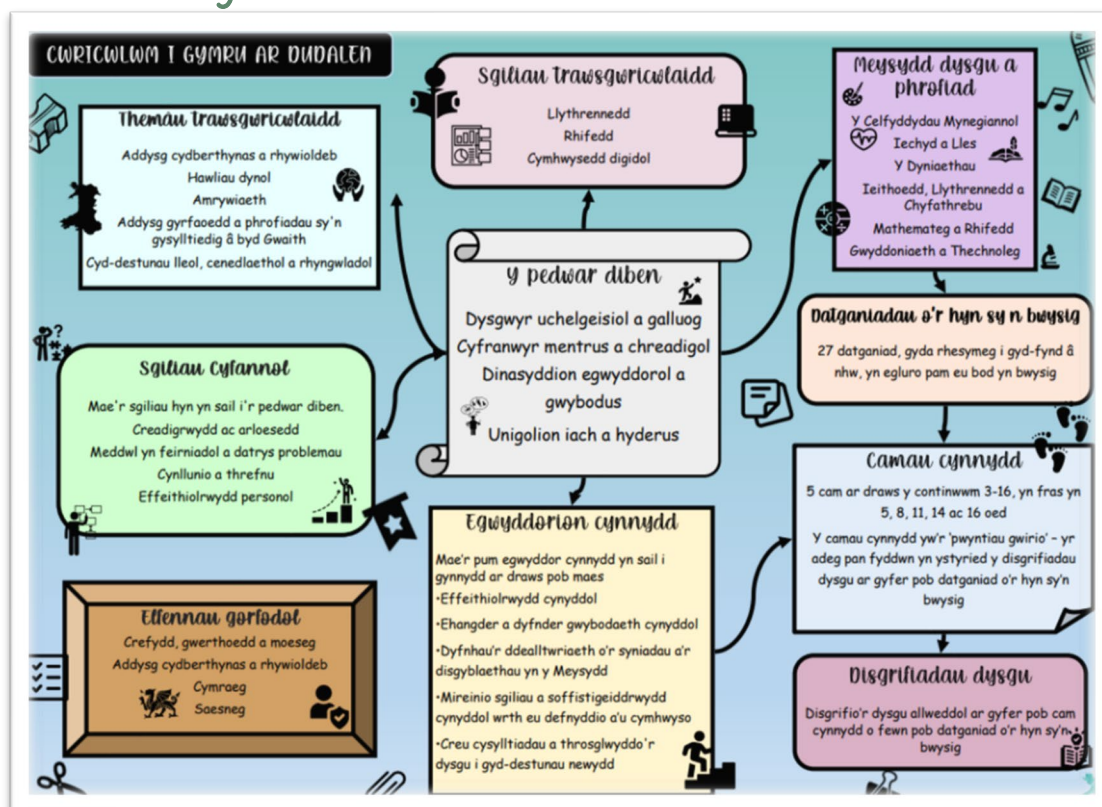 CWRICWLWM I GYMRU AR DUDALEN
Themâu trawsgwricwlaidd
Addysg cydberthynas a rhywioldeb
Hawliau dynol
Amrywiaeth
Addysg gyrfaoedd a phrofiadau sy'n
gysylltiedig â byd Gwaith
Cyd-destunau lleol, cenedlaethol a rhyngwladol
Sgiliau trawsgwricwlaidd
Llythrennedd
Rhifedd
Cymhwysedd digidol
Meysydd dysgu a
phrofiad
Y Celfyddydau Mynegiannol
Iechyd a Lles
Y Dyniaethau
Ieithoedd, Llythrennedd a
Chyfathrebu
Mathemateg a Rhifedd
Gwyddoniaeth a Thechnoleg
Y pedwar diben
Dysgwyr uchelgeisiol a galluog
Cyfranwyr mentrus a chreadigol
Dinasyddion egwyddorol a
gwybodus
Unigolion iach a hyderus
Datganiadau o'r hyn sy n bwysig
27 datganiad, gyda rhesymeg i gyd-fynd â
nhw, yn egluro pam eu bod yn bwysig
Sgiliau Cyfannol
Mae'r sgiliau hyn yn sail i'r pedwar diben.
Creadigrwydd ac arloesedd
Meddwl yn feirniadol a datrys problemau
Cynllunio a threfnu
Effeithiolrwydd personol
Camau cynnydd
5 cam ar draws y continwwm 3-16, yn fras yn
5, 8, 11, 14 ac 16 oed
Y camau cynnydd yw'r 'pwyntiau gwirio' – yr
adeg pan fyddwn yn ystyried y disgrifiadau
dysgu ar gyfer pob datganiad o'r hyn sy'n
bwysig
Egwyddorion cynnydd
Mae'r pum egwyddor cynnydd yn sail i
gynnydd ar draws pob maes
•Effeithiolrwydd cynyddol
•Ehangder a dyfnder gwybodaeth cynyddol
•Dyfnhau'r ddealltwriaeth o'r syniadau a'r
disgyblaethau yn y Meysydd
•Mireinio sgiliau a soffistigeiddrwydd
cynyddol wrth eu defnyddio a'u cymhwyso
•Creu cysylltiadau a throsglwyddo'r
dysgu i gyd-destunau newydd
Elfennau gorfodol
Crefydd, gwerthoedd a moeseg
Addysg cydberthynas a rhywioldeb
Cymraeg
Saesneg
Disgrifiadau dysgu
Disgrifio'r dysgu allweddol ar gyfer pob cam
cynnydd o fewn pob datganiad o'r hyn sy'n
bwysig